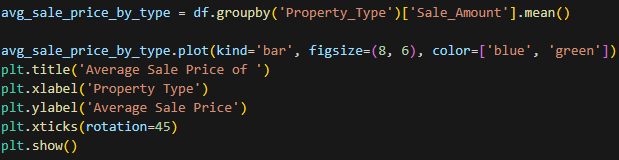 avg_sale_price_by_type = df.groupby('Property_Type')['Sale_Amount'].mean()
avg_sale_price_by_type.plot(kind='bar', figsize=(8, 6), color=['blue', 'green'])
plt.title('Average Sale Price of ')
plt.xlabel('Property Type')
plt.ylabel('Average Sale Price')
plt.xticks(rotation=45)
plt.show()